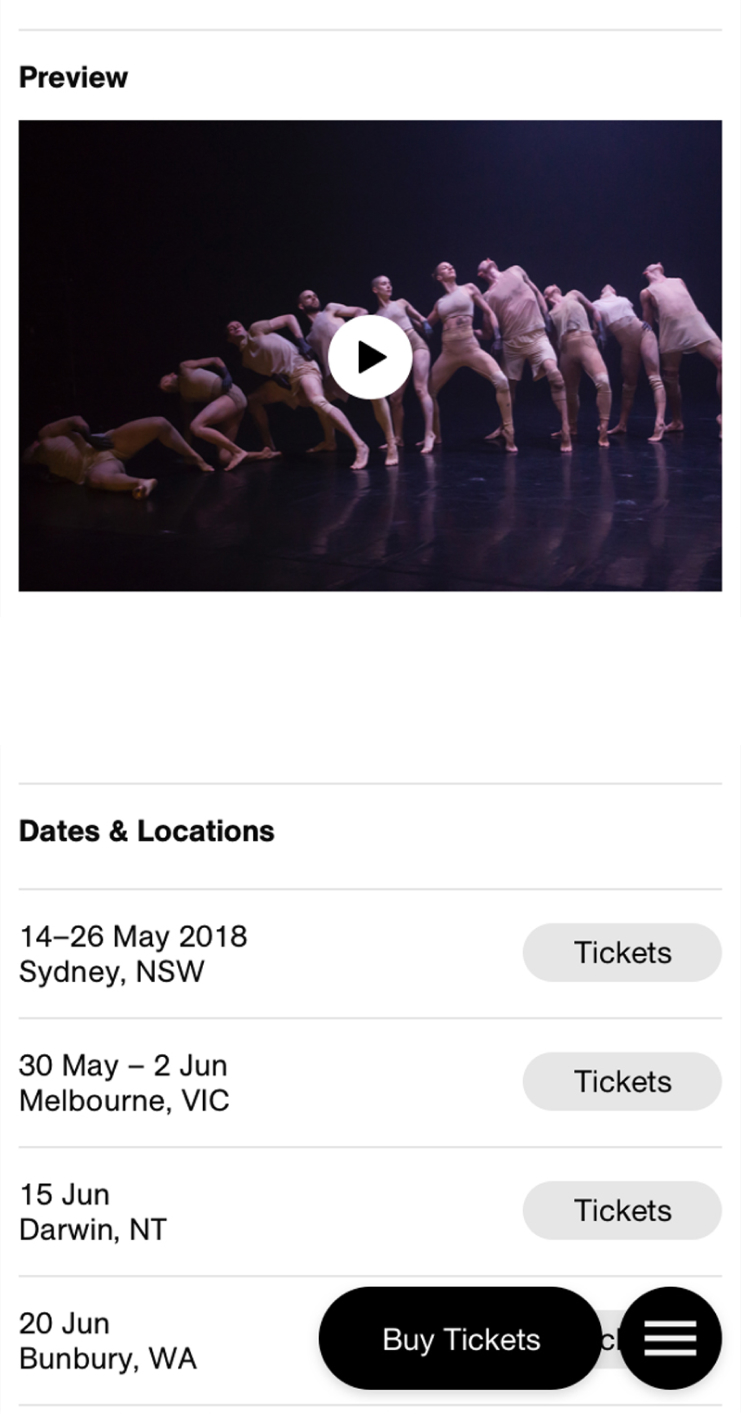 Preview
Dates & Locations
14–26 May 2018
Sydney, NSW
Tickets
30 May – 2 Jun
Melbourne, VIC
Tickets
15 Jun
Darwin, NT
Tickets
20 Jun
Bunbury, WA
Buy Tickets